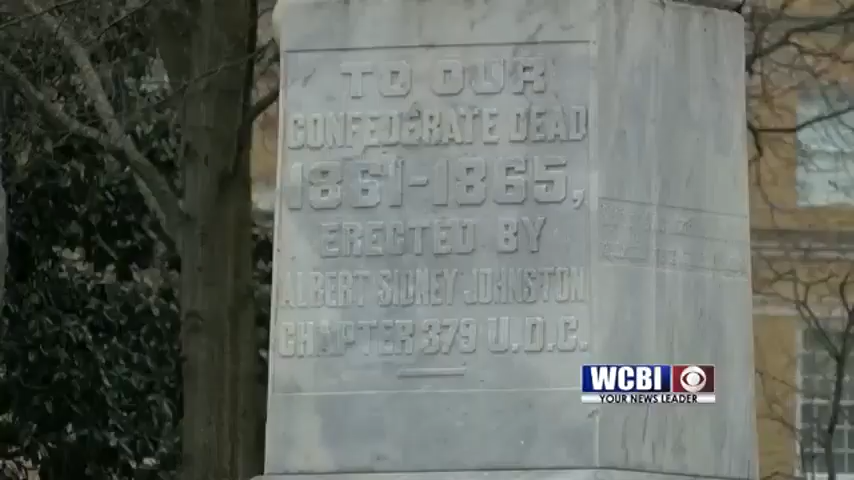 TO OUR
CONFEDERATE DEAD
1861-1865,
ERECTED BY
ALBERT SIDNEY JOHNSTON
CHAPTER 379 U.D.C.
WCBI
YOUR NEWS LEADER